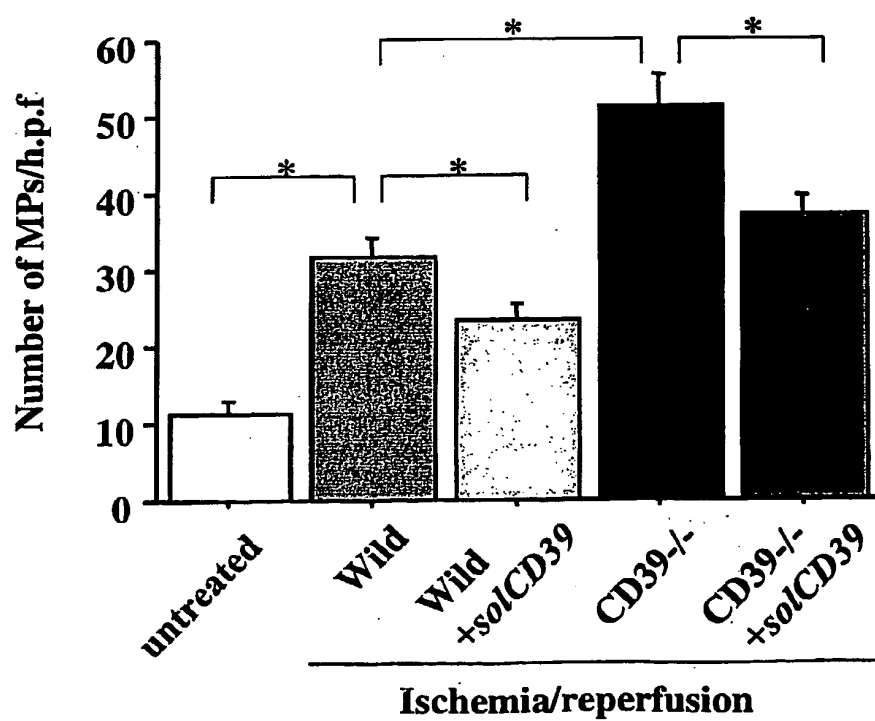 Number of MPs/h.p.f
60
50
40
30
20
10
0
*
*
*
*
untreated
Wild
Wild
+solCD39
CD39-/-
CD39-/-
+solCD39
Ischemia/reperfusion